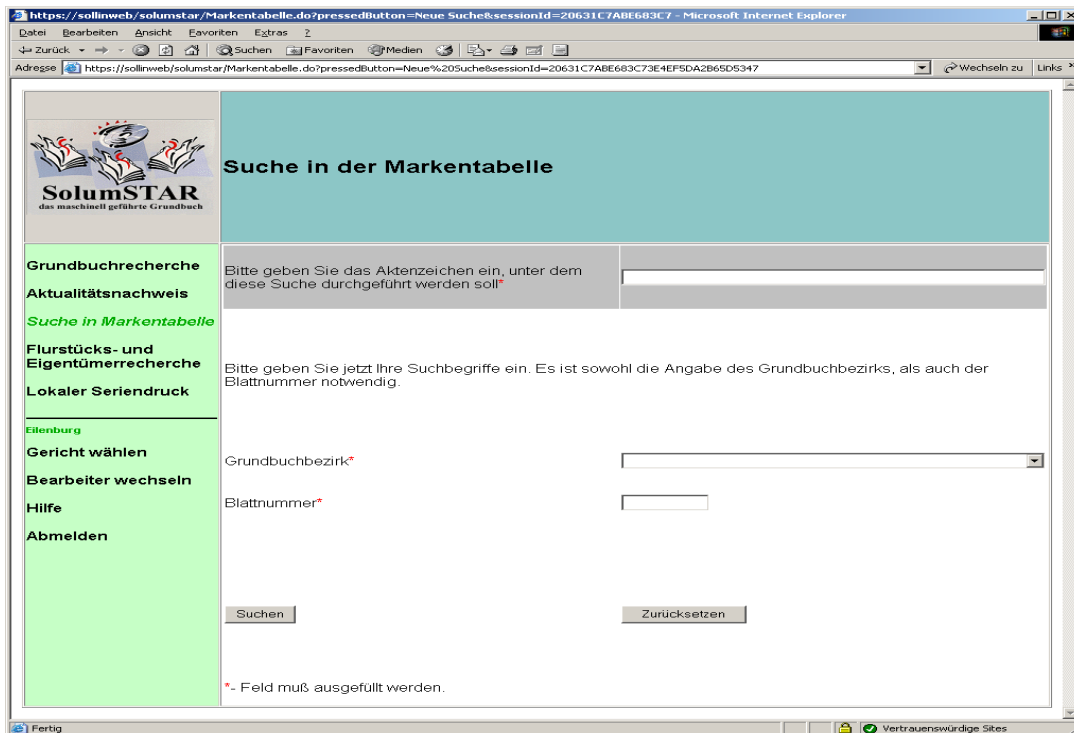 https://sollinweb/solumstar/Markentabelle.do?pressedButton=Neue Suche&sessionId=20631C7ABE683C7 - Microsoft Internet Explorer
Datei Bearbeiten Ansicht Favoriten Extras ?
Zurück Suchen Favoriten Medien
Adresse https://sollinweb/solumstar/Markentabelle.do?pressedButton=Neue%20Suche&sessionId=20631C7ABE683C73E4EF5DA2B65D5347 Wechseln zu Links
SolumSTAR
das maschinell geführte Grundbuch
Suche in der Markentabelle
Grundbuchrecherche
Aktualitätsnachweis
Suche in Markentabelle
Flurstücks- und
Eigentümerrecherche
Lokaler Seriendruck
Eilenburg
Gericht wählen
Bearbeiter wechseln
Hilfe
Abmelden
Bitte geben Sie das Aktenzeichen ein, unter dem
diese Suche durchgeführt werden soll*
Bitte geben Sie jetzt Ihre Suchbegriffe ein. Es ist sowohl die Angabe des Grundbuchbezirks, als auch der
Blattnummer notwendig.
Grundbuchbezirk*
Blattnummer*
Suchen Zurücksetzen
*- Feld muß ausgefüllt werden.
Fertig Vertrauenswürdige Sites